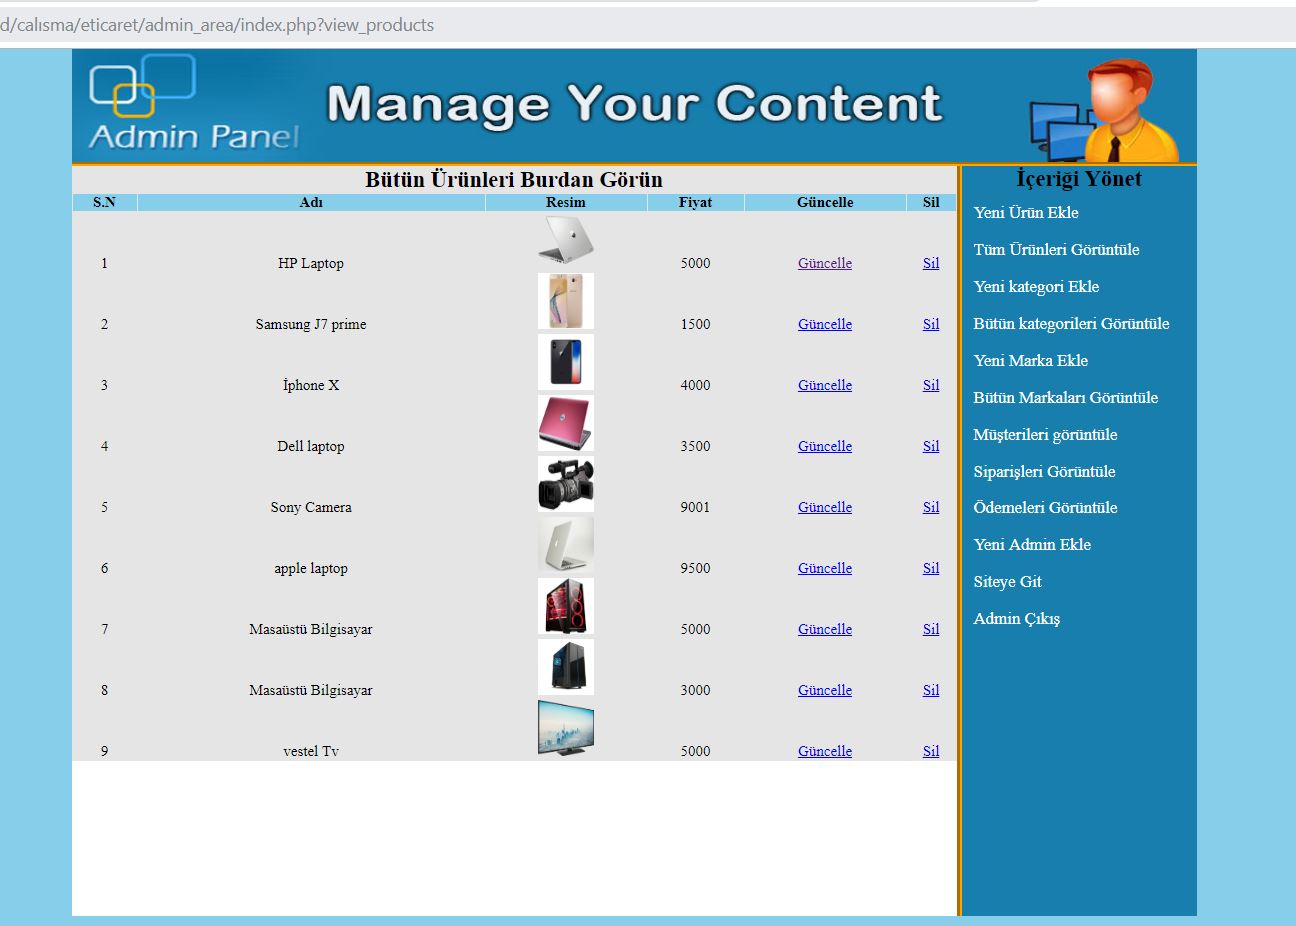 d/calısma/eticaret/admin_area/index.php?view_products
Admin Panel
Manage Your Content
Bütün Ürünleri Burdan Görün
S.N Adı Resim Fiyat Güncelle Sil
1 HP Laptop 5000 Güncelle Sil
2 Samsung J7 prime 1500 Güncelle Sil
3 İphone X 4000 Güncelle Sil
4 Dell laptop 3500 Güncelle Sil
5 Sony Camera 9001 Güncelle Sil
6 apple laptop 9500 Güncelle Sil
7 Masaüstü Bilgisayar 5000 Güncelle Sil
8 Masaüstü Bilgisayar 3000 Güncelle Sil
9 vestel Tv 5000 Güncelle Sil
İçeriği Yönet
Yeni Ürün Ekle
Tüm Ürünleri Görüntüle
Yeni kategori Ekle
Bütün kategorileri Görüntüle
Yeni Marka Ekle
Bütün Markaları Görüntüle
Müşterileri görüntüle
Siparişleri Görüntüle
Ödemeleri Görüntüle
Yeni Admin Ekle
Siteye Git
Admin Çıkış